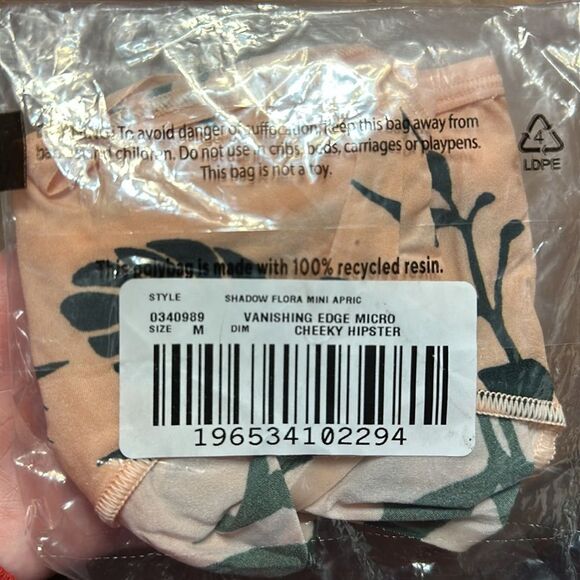 To avoid danger of suffocation, keep this bag away from
and children. Do not use in cribs, beds, carriages or playpens.
This bag is not a toy.
4
LDPE
This polybag is made with 100% recycled resin.
STYLE SHADOW FLORA MINI APRIC
0340989 VANISHING EDGE MICRO
SIZE M DIM CHEEKY HIPSTER
196534102294